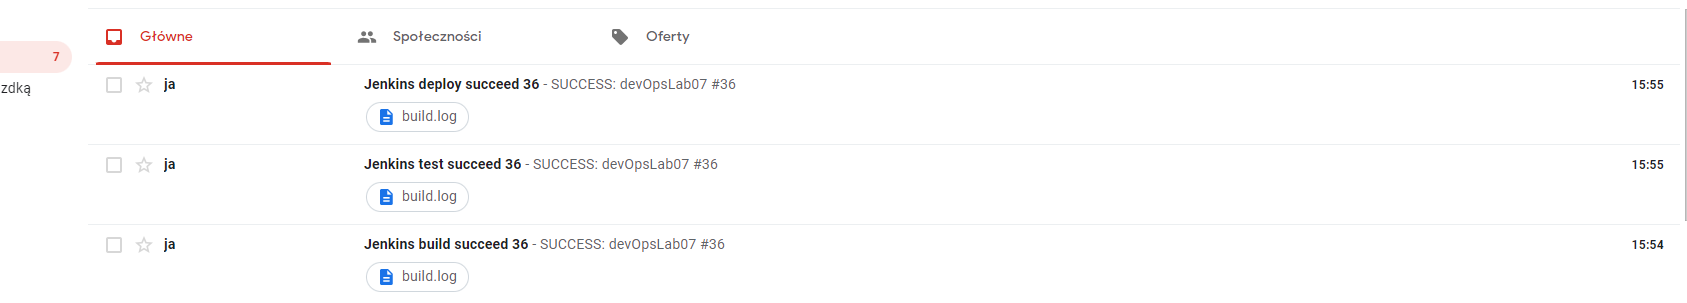 Główne
Społeczności
Oferty
7
zdką
ja
Jenkins deploy succeed 36 - SUCCESS: devOpsLab07 #36
15:55
build.log
ja
Jenkins test succeed 36 - SUCCESS: devOpsLab07 #36
15:55
build.log
ja
Jenkins build succeed 36 - SUCCESS: devOpsLab07 #36
15:54
build.log